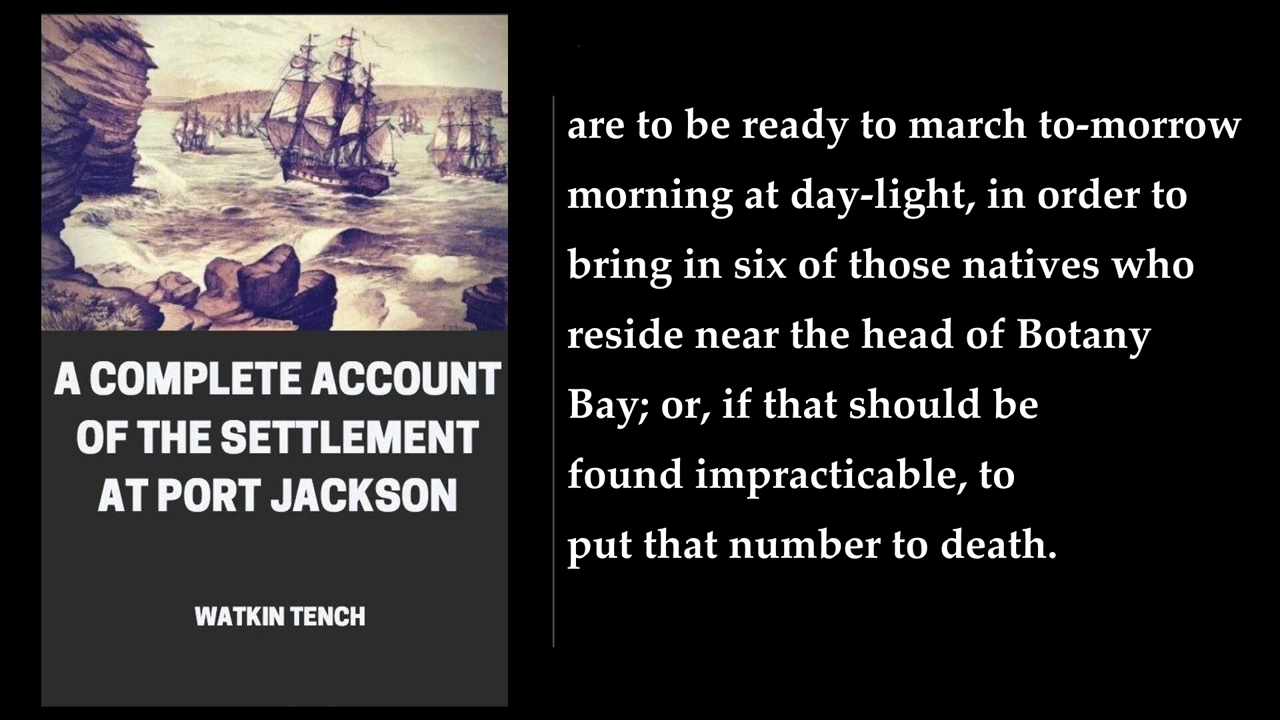 A COMPLETE ACCOUNT
OF THE SETTLEMENT
AT PORT JACKSON
WATKIN TENCH
are to be ready to march to-morrow
morning at day-light, in order to
bring in six of those natives who
reside near the head of Botany
Bay; or, if that should be
found impracticable, to
put that number to death.